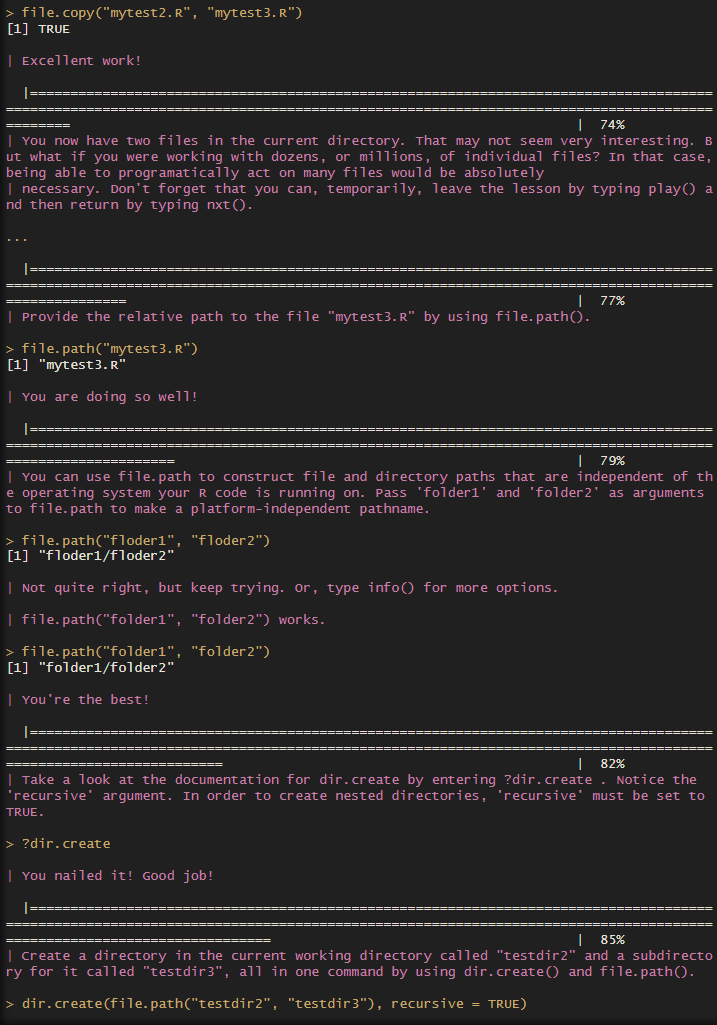 > file.copy("mytest2.R", "mytest3.R")
[1] TRUE
| Excellent work!
|=====================================================================================
========================================================================================
======== | 74%
| You now have two files in the current directory. That may not seem very interesting. B
ut what if you were working with dozens, or millions, of individual files? In that case,
being able to programatically act on many files would be absolutely
| necessary. Don't forget that you can, temporarily, leave the lesson by typing play() a
nd then return by typing nxt().
...
|=====================================================================================
========================================================================================
=============== | 77%
| Provide the relative path to the file "mytest3.R" by using file.path().
> file.path("mytest3.R")
[1] "mytest3.R"
| You are doing so well!
|=====================================================================================
========================================================================================
===================== | 79%
| You can use file.path to construct file and directory paths that are independent of th
e operating system your R code is running on. Pass 'folder1' and 'folder2' as arguments
to file.path to make a platform-independent pathname.
> file.path("floder1", "floder2")
[1] "floder1/floder2"
| Not quite right, but keep trying. Or, type info() for more options.
| file.path("folder1", "folder2") works.
> file.path("folder1", "folder2")
[1] "folder1/folder2"
| You're the best!
|=====================================================================================
========================================================================================
=========================== | 82%
| Take a look at the documentation for dir.create by entering ?dir.create . Notice the
'recursive' argument. In order to create nested directories, 'recursive' must be set to
TRUE.
> ?dir.create
| You nailed it! Good job!
|=====================================================================================
========================================================================================
================================= | 85%
| Create a directory in the current working directory called "testdir2" and a subdirecto
ry for it called "testdir3", all in one command by using dir.create() and file.path().
> dir.create(file.path("testdir2", "testdir3"), recursive = TRUE)